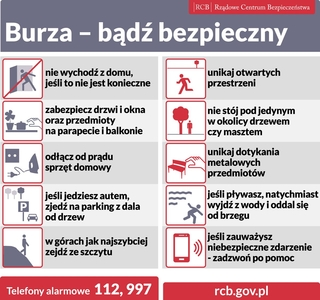 RCB | Rządowe Centrum Bezpieczeństwa
Burza – bądź bezpieczny
nie wychodź z domu,
jeśli to nie jest konieczne
zabezpiecz drzwi i okna
oraz przedmioty
na parapecie i balkonie
odłącz od prądu
sprzęt domowy
jeśli jedziesz autem,
zjedź na parking z dala
od drzew
w górach jak najszybciej
zejdź ze szczytu
unikaj otwartych
przestrzeni
nie stój pod jedynym
w okolicy drzewem
czy masztem
unikaj dotykania
metalowych
przedmiotów
jeśli pływasz, natychmiast
wyjdź z wody i oddal się
od brzegu
jeśli zauważysz
niebezpieczne zdarzenie
- zadzwoń po pomoc
Telefony alarmowe 112, 997
rcb.gov.pl